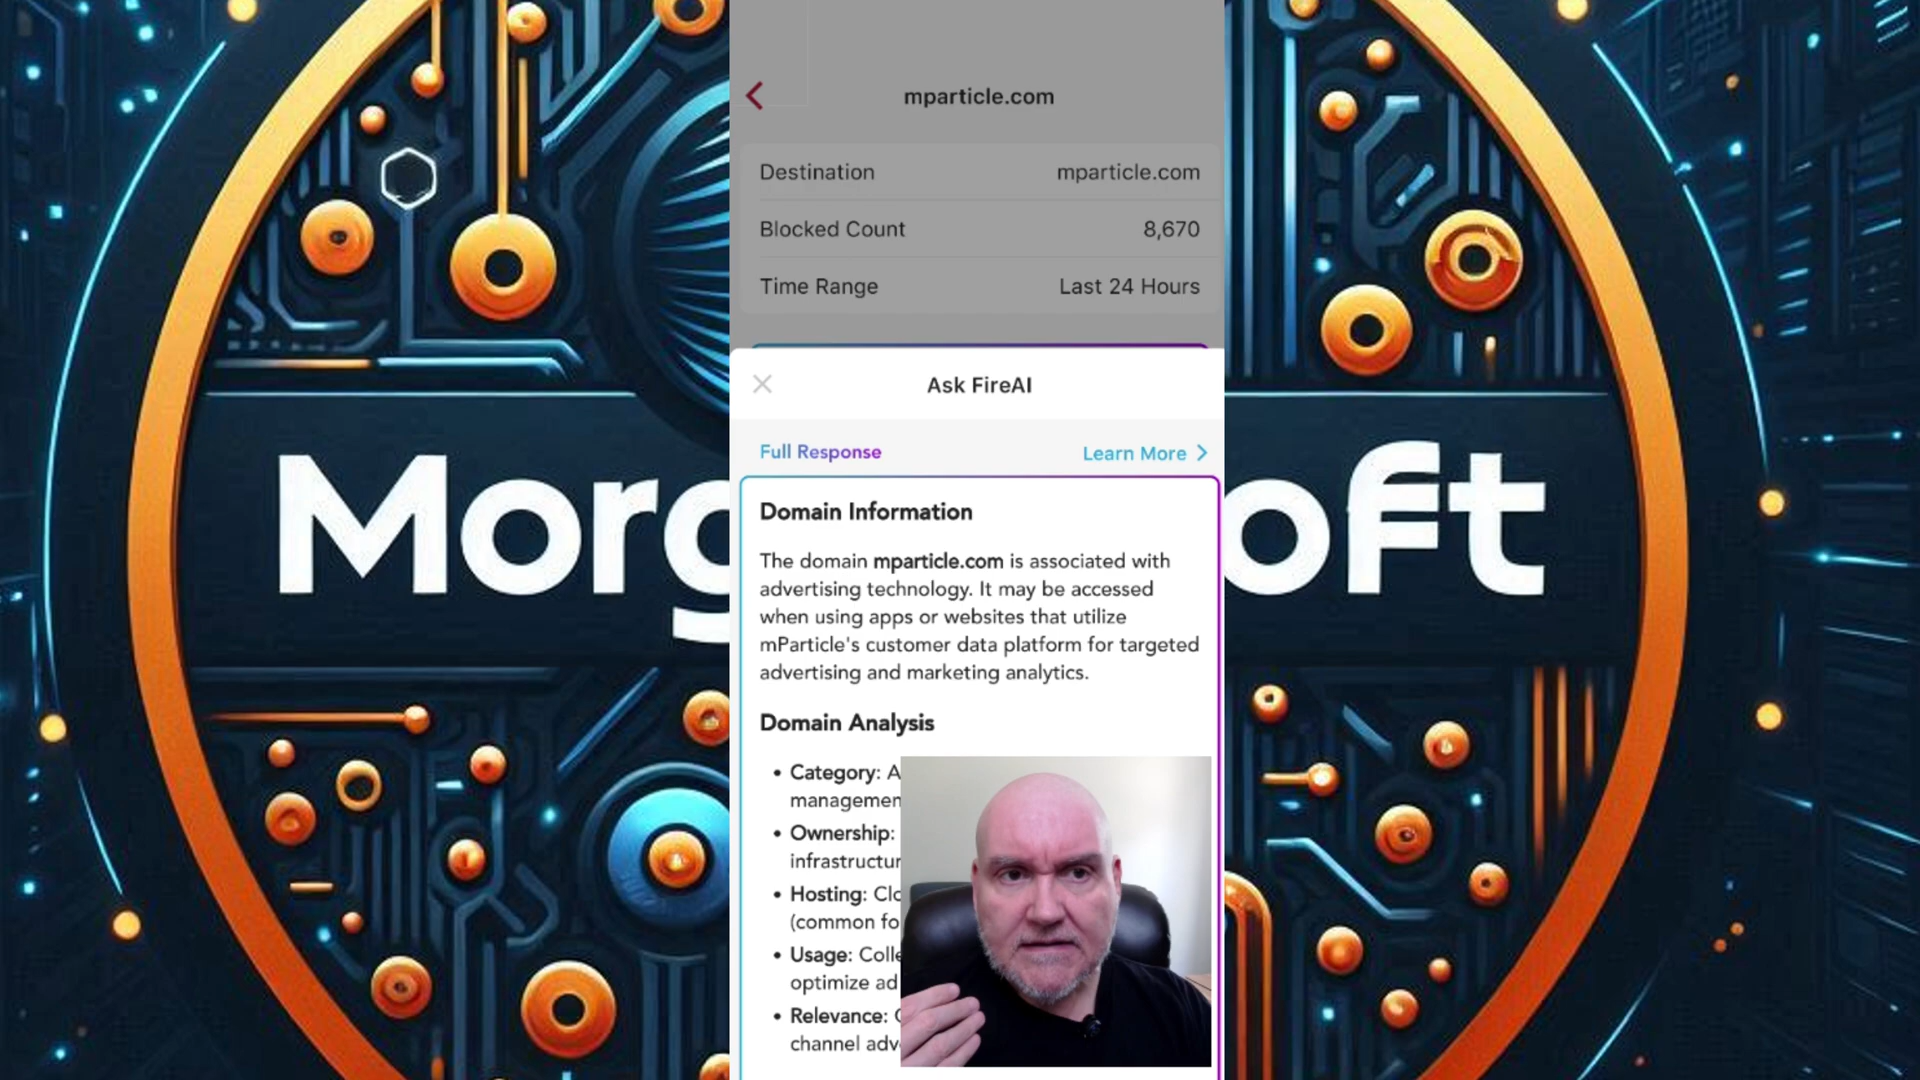 mparticle.com
Destination mparticle.com
Blocked Count 8,670
Time Range Last 24 Hours
Ask FireAI
Full Response Learn More
Domain Information
The domain mparticle.com is associated with
advertising technology. It may be accessed
when using apps or websites that utilize
mParticle's customer data platform for targeted
advertising and marketing analytics.
Domain Analysis
• Category: A
managemen
• Ownership:
infrastructur
• Hosting: Clo
(common fo
• Usage: Colle
optimize ad
• Relevance:
channel adv
Morg
oft